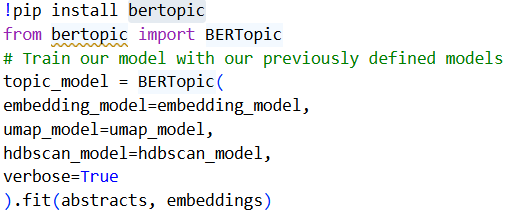 !pip install bertopic
from bertopic import BERTopic
# Train our model with our previously defined models
topic_model = BERTopic(
embedding_model=embedding_model,
umap_model=umap_model,
hdbscan_model=hdbscan_model,
verbose=True
).fit(abstracts, embeddings)